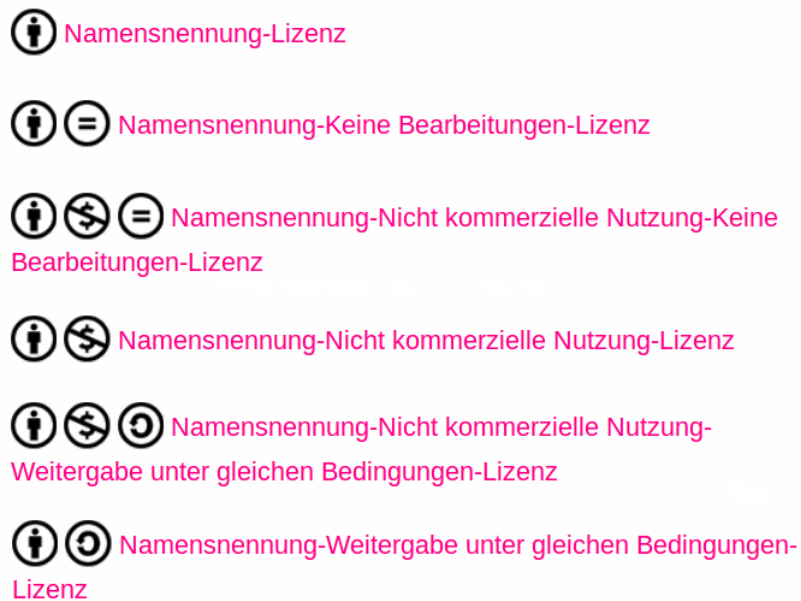 Namensnennung-Lizenz
Namensnennung-Keine Bearbeitungen-Lizenz
Namensnennung-Nicht kommerzielle Nutzung-Keine
Bearbeitungen-Lizenz
Namensnennung-Nicht kommerzielle Nutzung-Lizenz
Namensnennung-Nicht kommerzielle Nutzung-
Weitergabe unter gleichen Bedingungen-Lizenz
Namensnennung-Weitergabe unter gleichen Bedingungen-
Lizenz